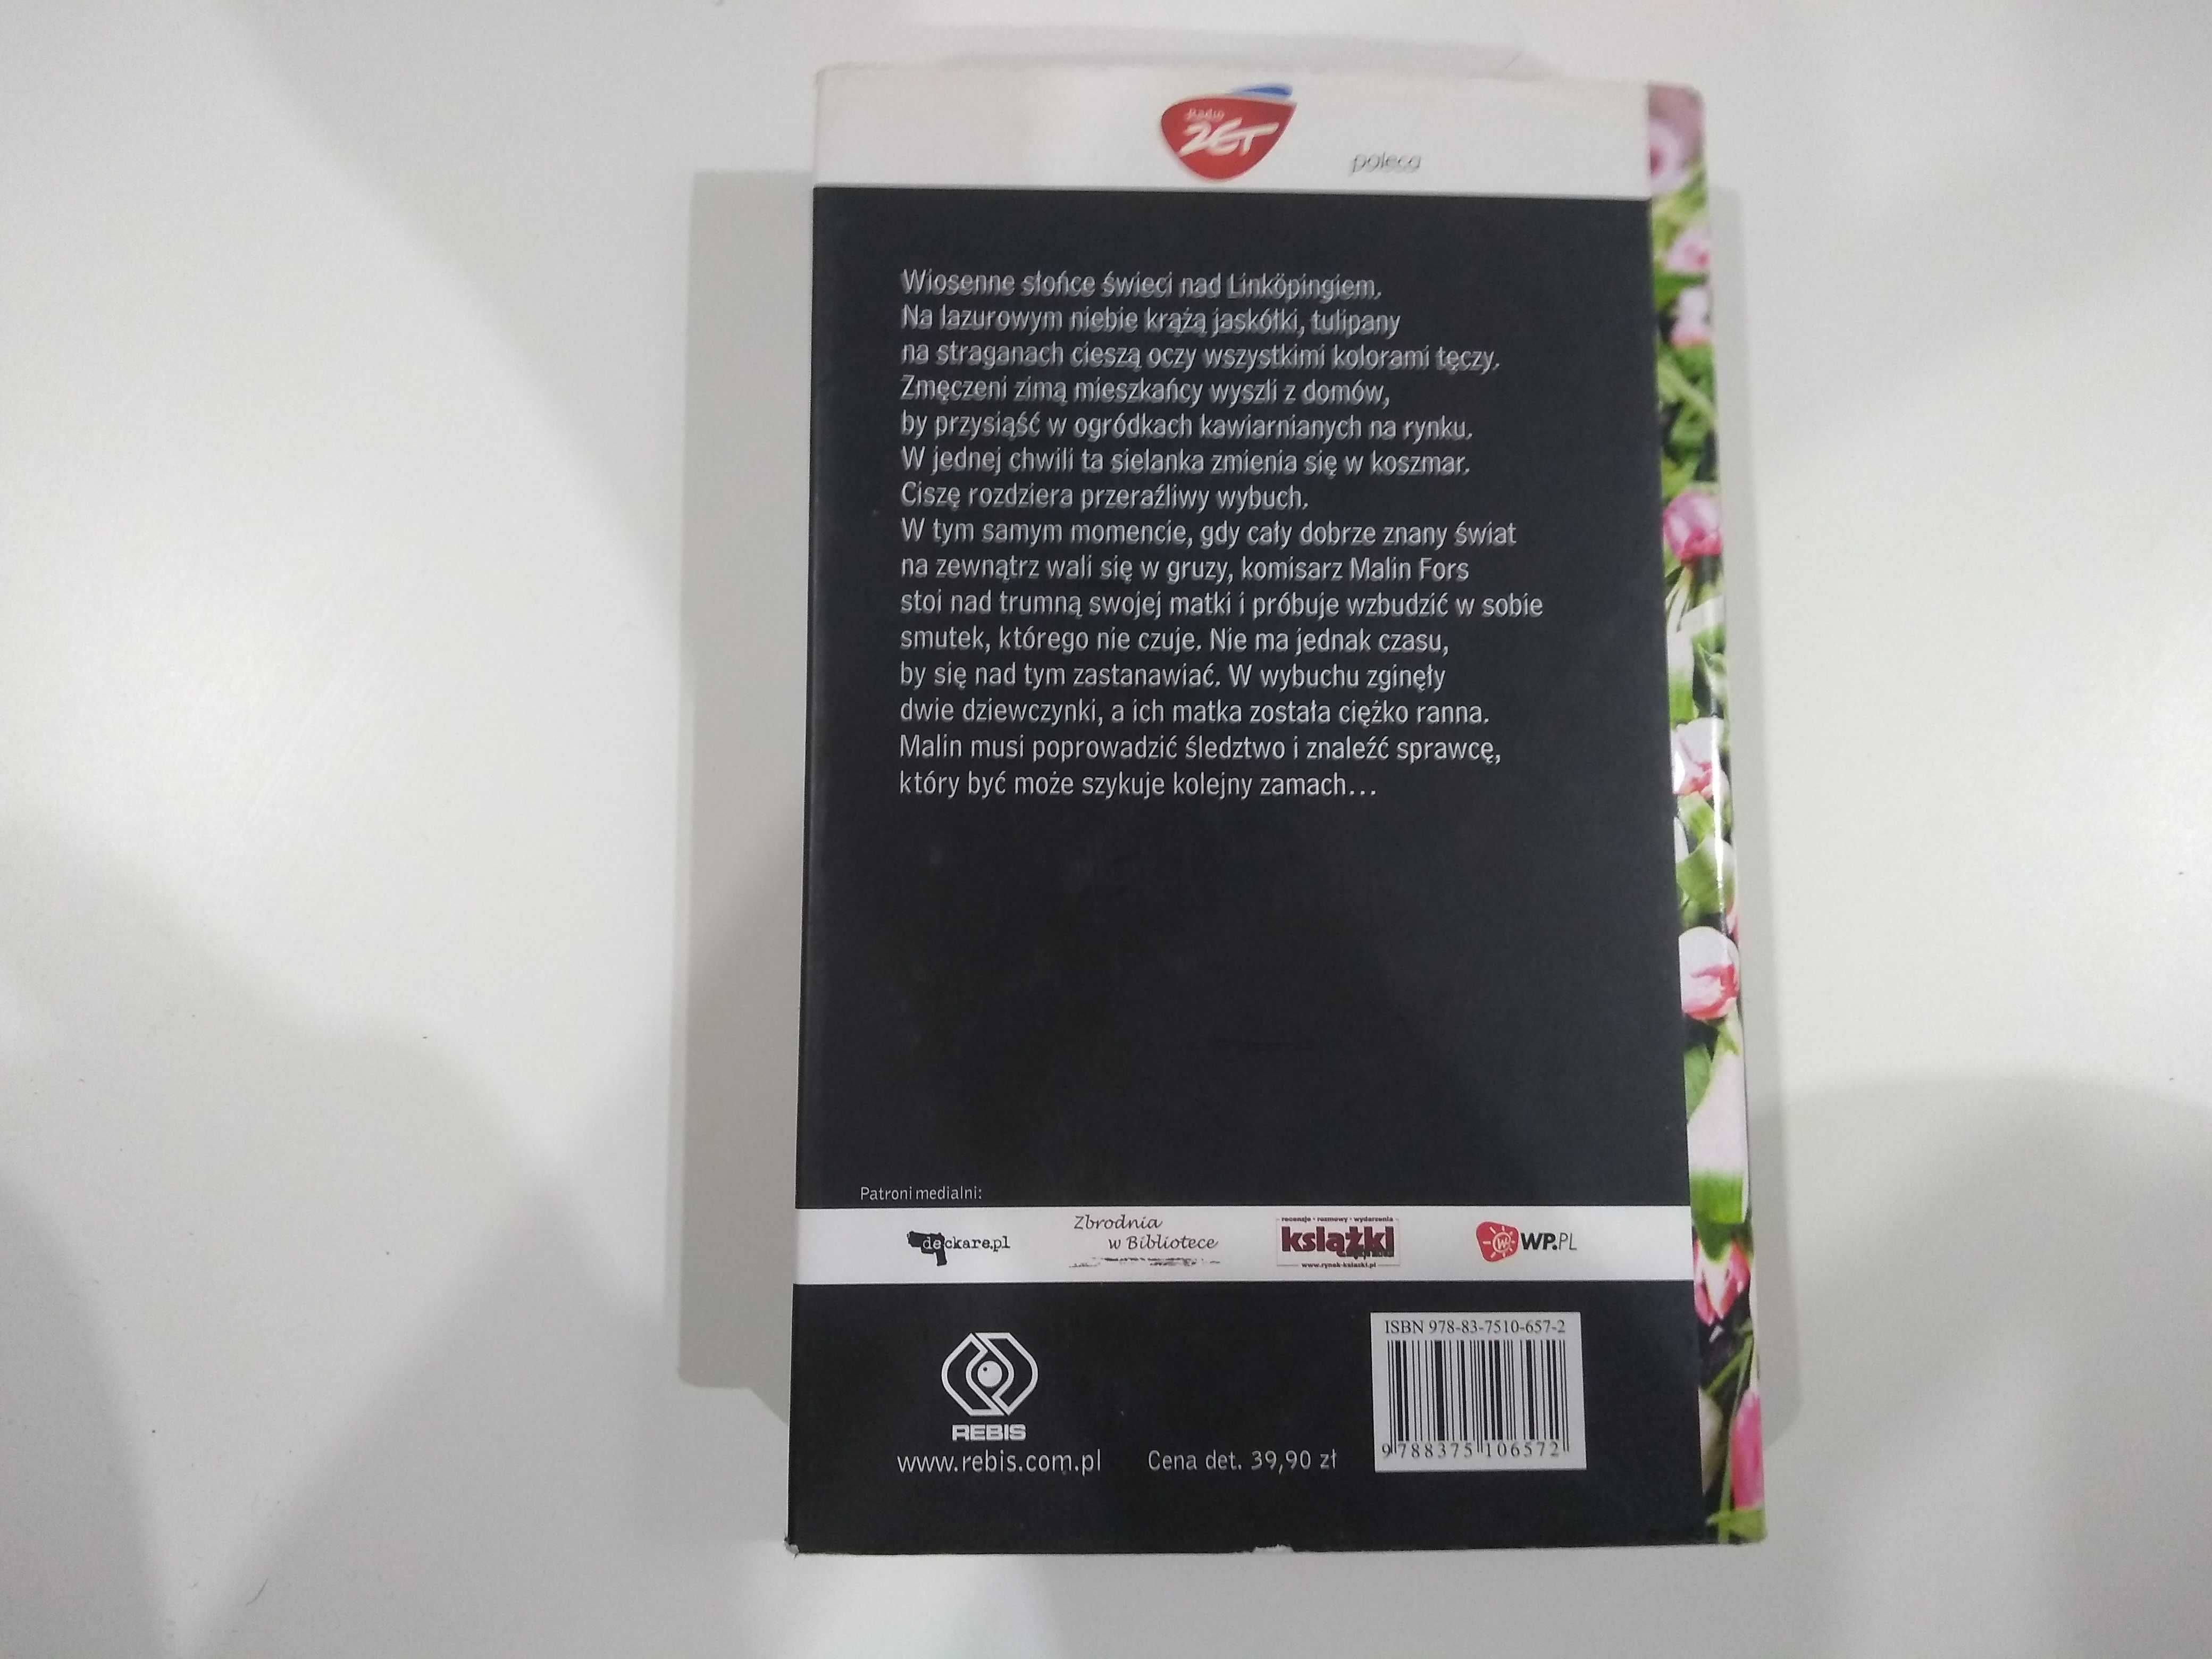 Radio
ZET
poleca
Wiosenne słońce świeci nad Linköpingiem.
Na lazurowym niebie krążą jaskółki, tulipany
na straganach cieszą oczy wszystkimi kolorami tęczy.
Zmęczeni zimą mieszkańcy wyszli z domów,
by przysiąść w ogródkach kawiarnianych na rynku.
W jednej chwili ta sielanka zmienia się w koszmar.
Ciszę rozdziera przeraźliwy wybuch.
W tym samym momencie, gdy cały dobrze znany świat
na zewnątrz wali się w gruzy, komisarz Malin Fors
stoi nad trumną swojej matki i próbuje wzbudzić w sobie
smutek, którego nie czuje. Nie ma jednak czasu,
by się nad tym zastanawiać. W wybuchu zginęły
dwie dziewczynki, a ich matka została ciężko ranna.
Malin musi poprowadzić śledztwo i znaleźć sprawcę,
który być może szykuje kolejny zamach...
Patroni medialni:
deckare.pl
Zbrodnia
w Bibliotece
recenzje • rozmowy • wydarzenia
książki
www.rynek-ksiazki.pl
WP.PL
REBIS
www.rebis.com.pl
Cena det. 39,90 zł
ISBN 978-83-7510-657-2
9788375106572